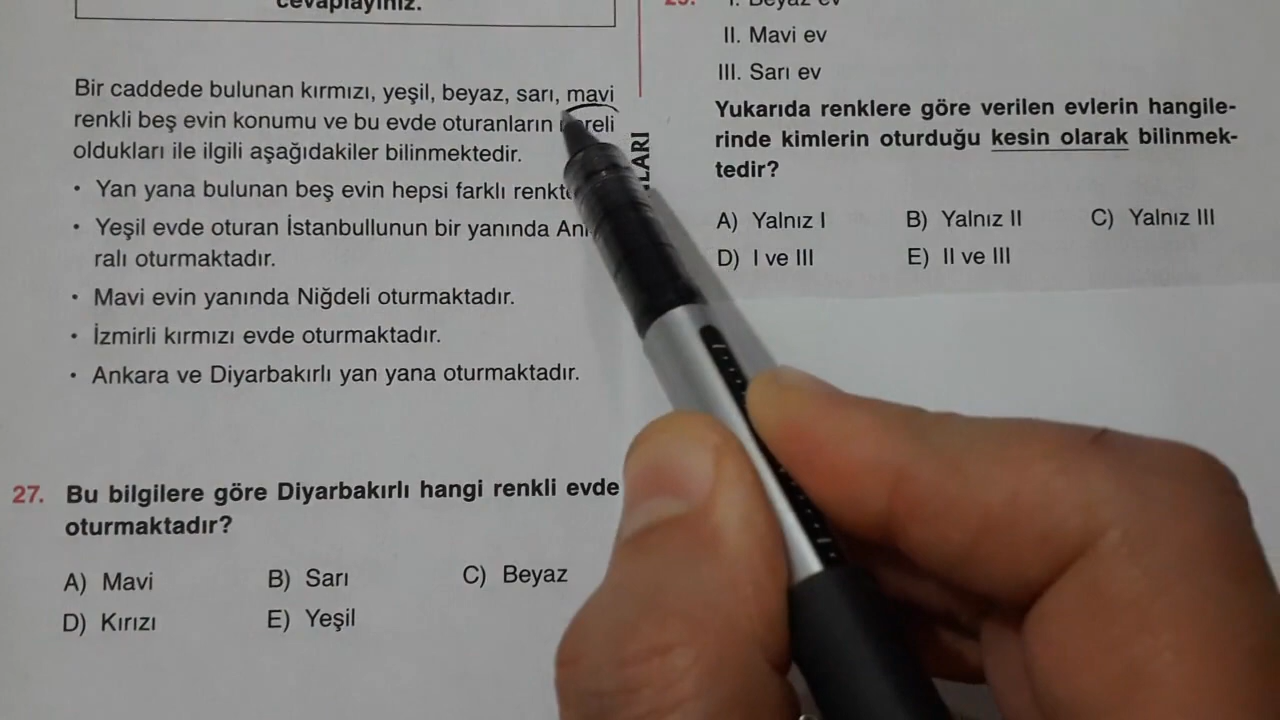 cevaplayınız.
Bir caddede bulunan kırmızı, yeşil, beyaz, sarı, mavi
renkli beş evin konumu ve bu evde oturanların
oldukları ile ilgili aşağıdakiler bilinmektedir.
• Yan yana bulunan beş evin hepsi farklı
• Yeşil evde oturan İstanbullunun bir yanında
ralı oturmaktadır.
• Mavi evin yanında Niğdeli oturmaktadır.
• İzmirli kırmızı evde oturmaktadır.
• Ankara ve Diyarbakırlı yan yana oturmaktadır.
27. Bu bilgilere göre Diyarbakırlı hangi renkli evde
oturmaktadır?
A) Mavi B) Sarı C) Beyaz
D) Kırızı E) Yeşil
I. Beyaz ev
II. Mavi ev
III. Sarı ev
Yukarıda renklere göre verilen evlerin hangile-
rinde kimlerin oturduğu kesin olarak bilinmek-
tedir?
A) Yalnız I B) Yalnız II C) Yalnız III
D) I ve III E) II ve III